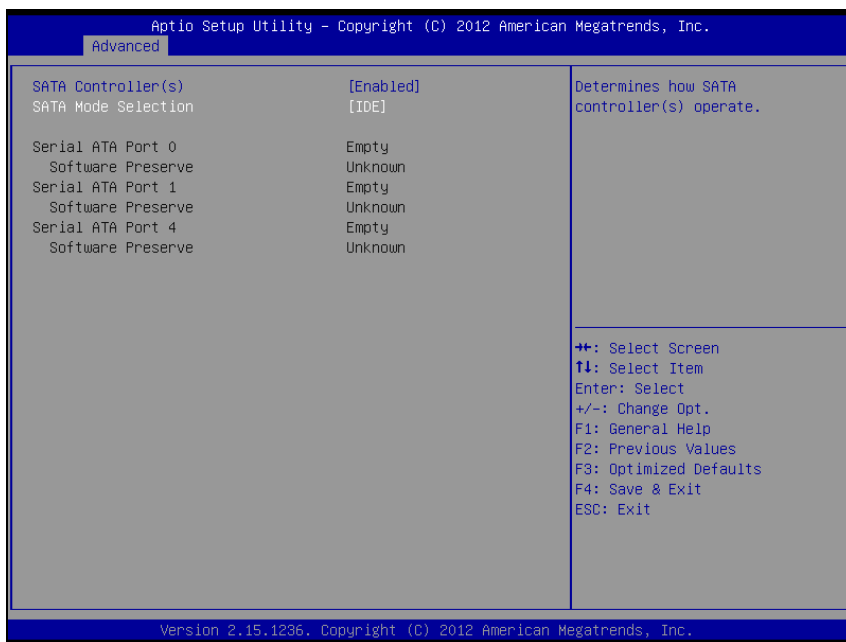 Aptio Setup Utility – Copyright (C) 2012 American Megatrends, Inc.
Advanced
SATA Controller(s) [Enabled]
SATA Mode Selection [IDE]
Serial ATA Port 0 Empty
Software Preserve Unknown
Serial ATA Port 1 Empty
Software Preserve Unknown
Serial ATA Port 4 Empty
Software Preserve Unknown
Determines how SATA
controller(s) operate.
→←: Select Screen
↑↓: Select Item
Enter: Select
+/-: Change Opt.
F1: General Help
F2: Previous Values
F3: Optimized Defaults
F4: Save & Exit
ESC: Exit
Version 2.15.1236. Copyright (C) 2012 American Megatrends, Inc.